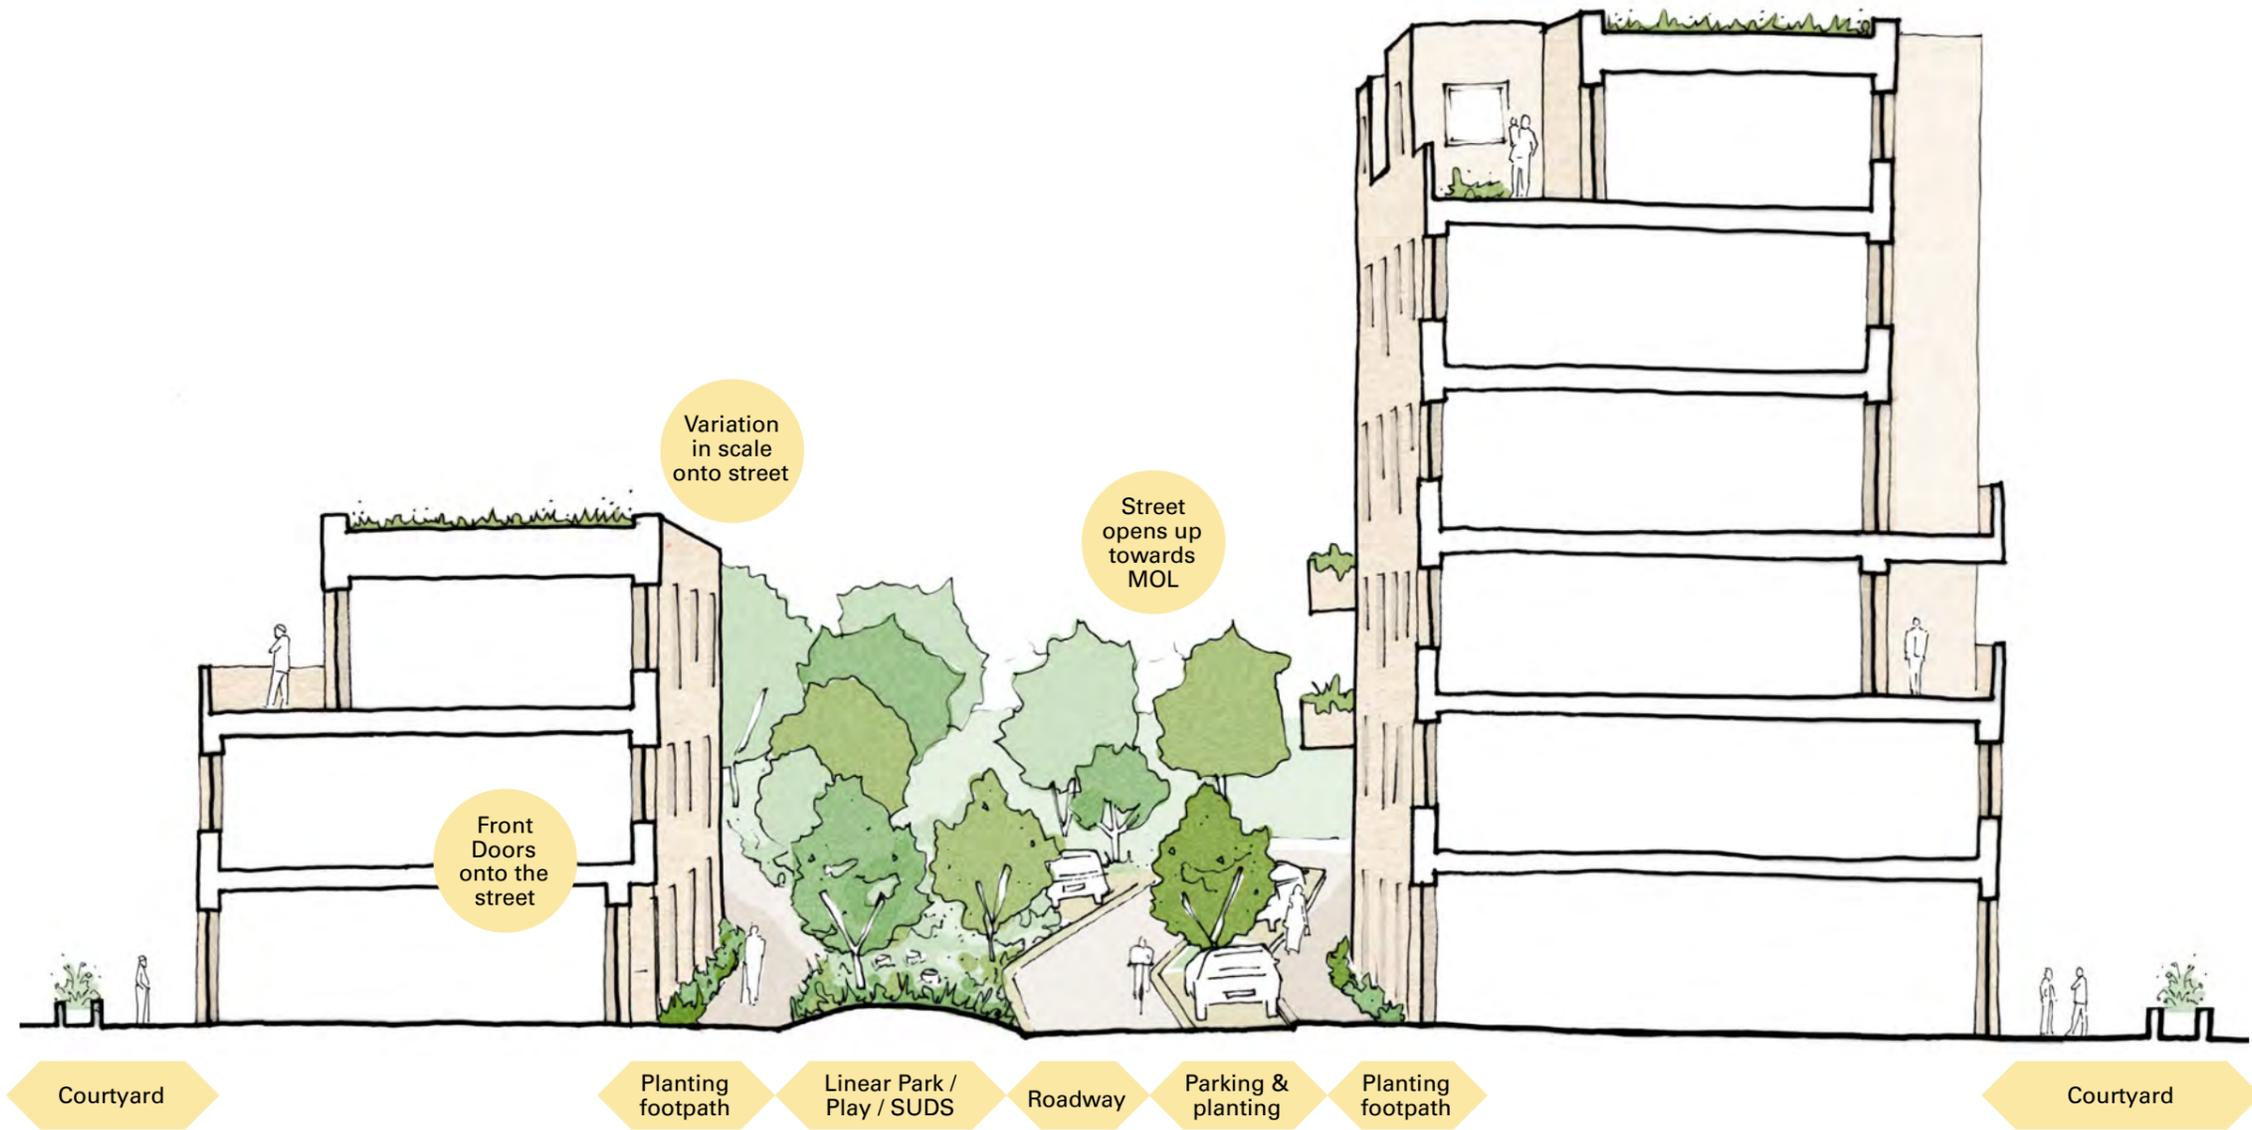 Variation
in scale
onto street
Street
opens up
towards
MOL
Front
Doors
onto the
street
Courtyard
Planting
footpath
Linear Park /
Play / SUDS
Roadway
Parking &
planting
Planting
footpath
Courtyard